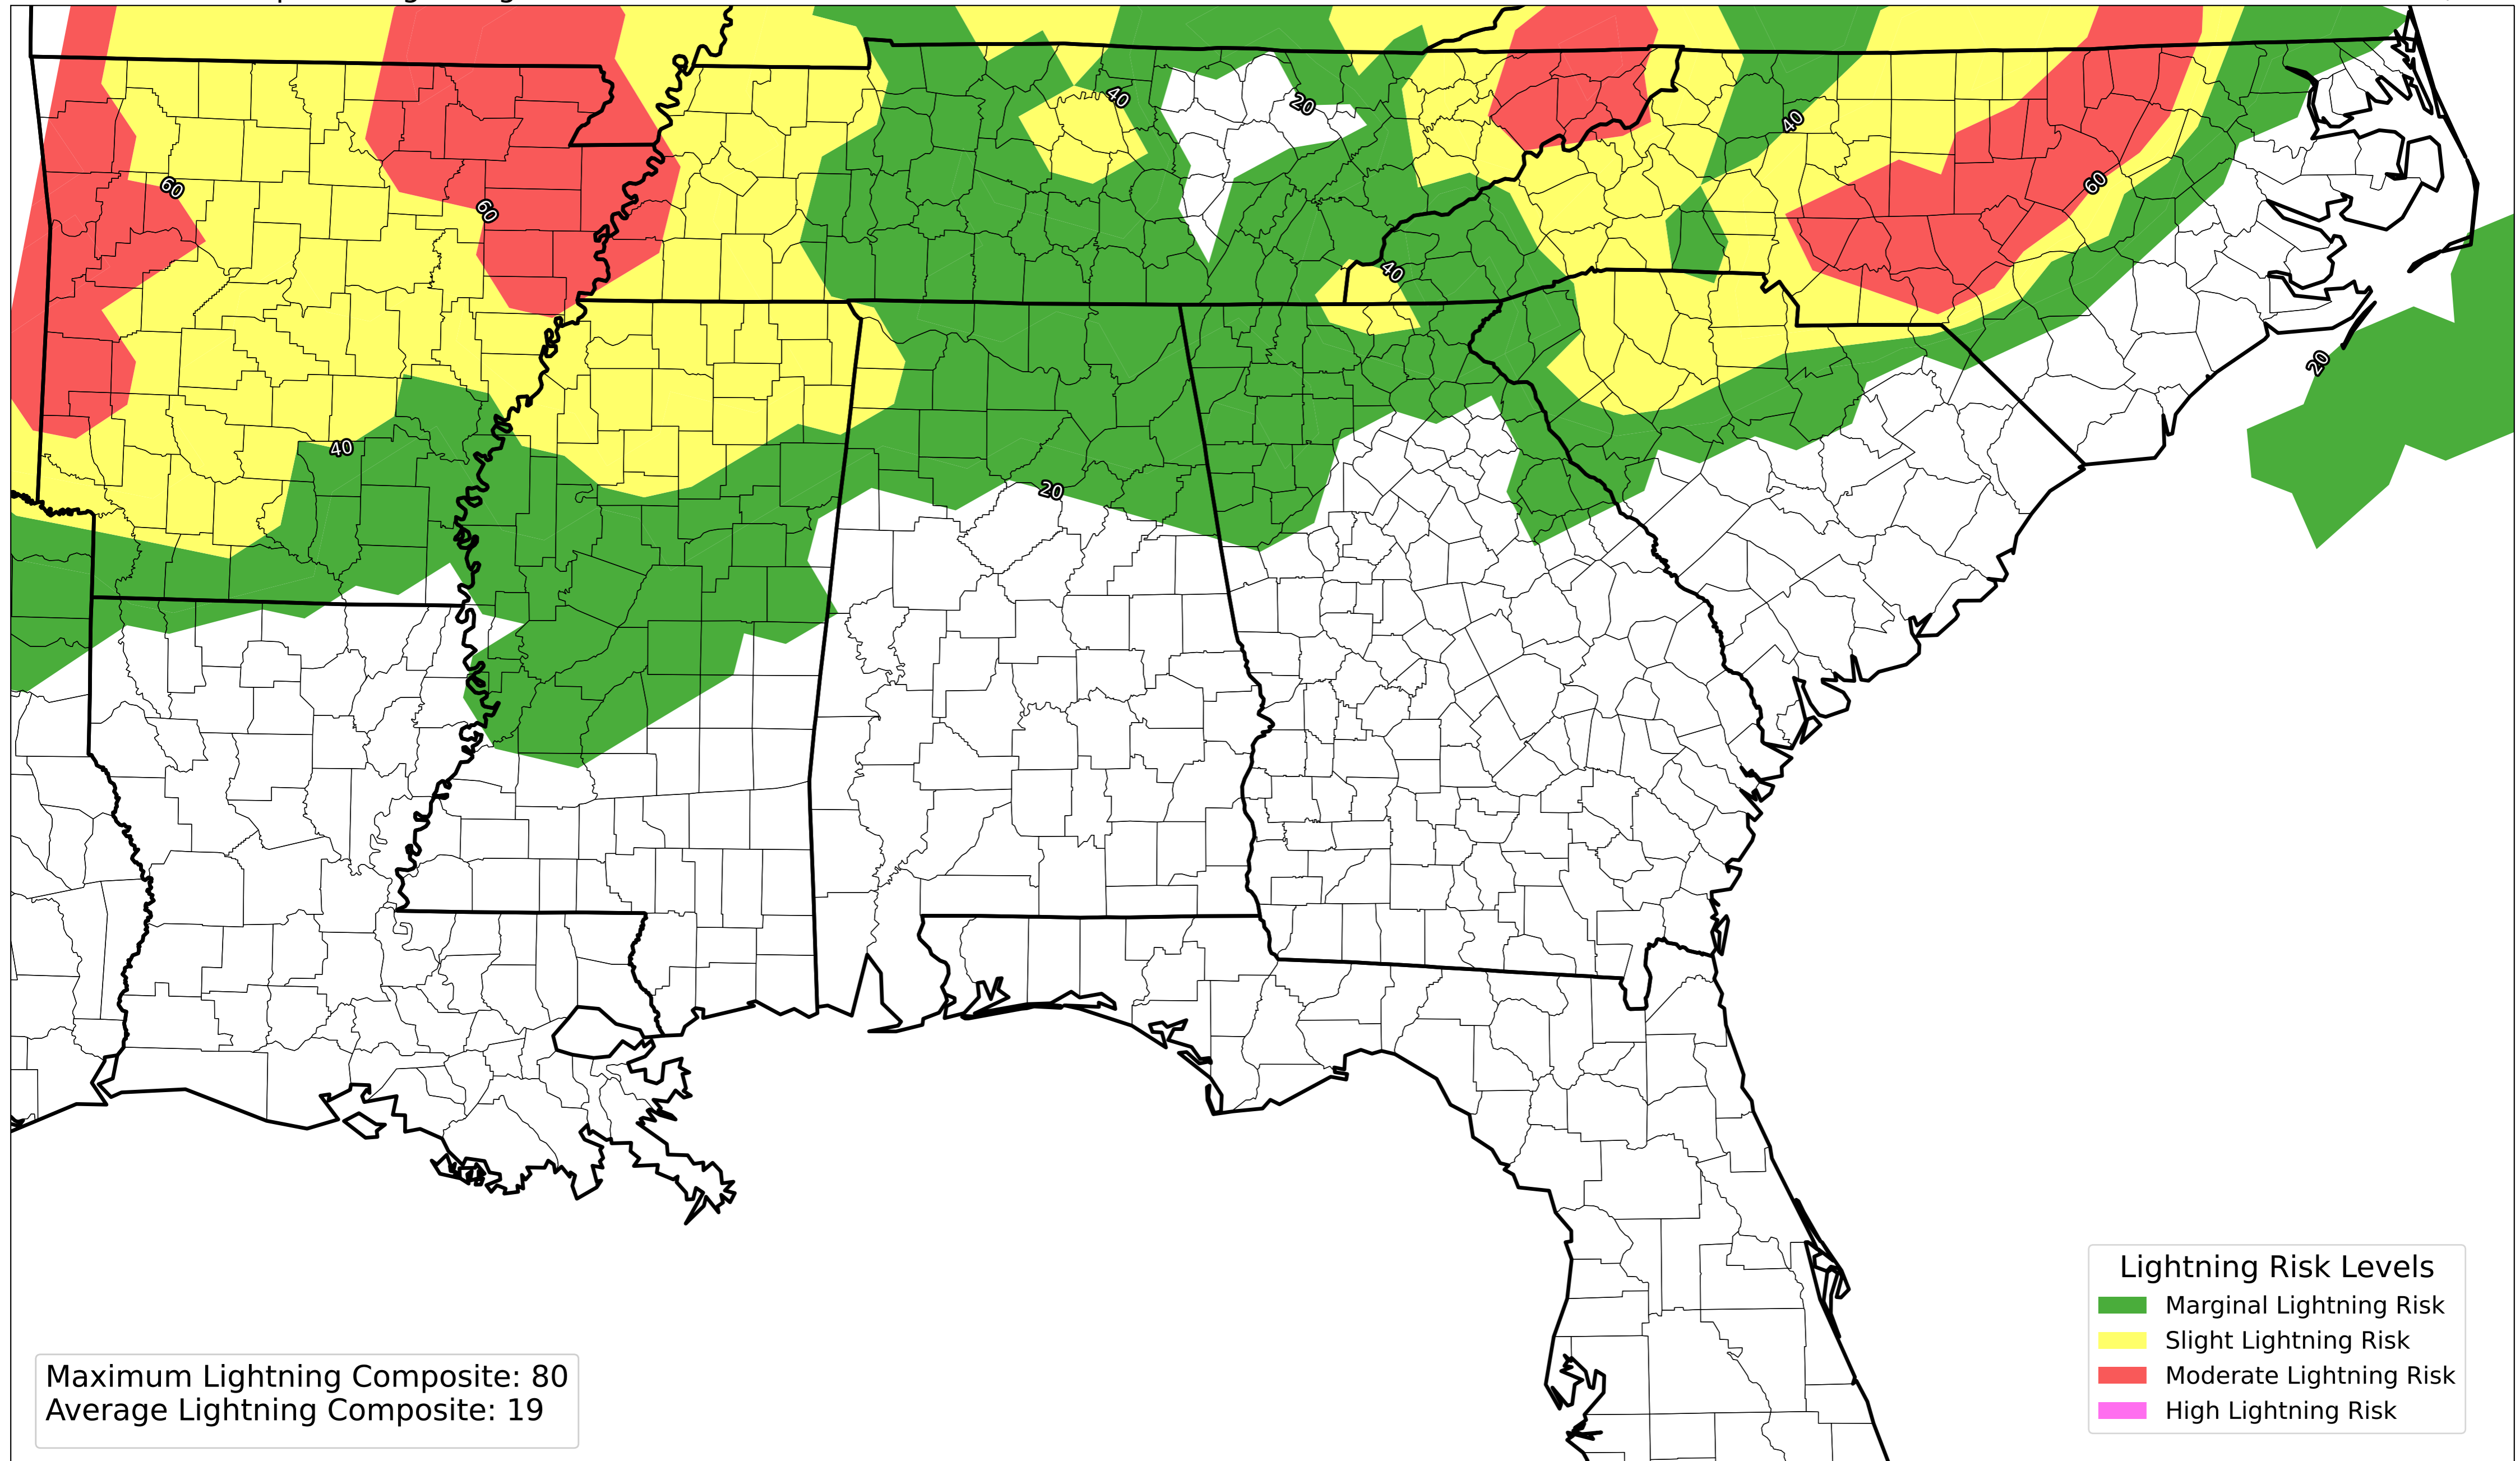 40
20
40
60
60
60
40
40
20
40
20
Lightning Risk Levels
Marginal Lightning Risk
Slight Lightning Risk
Moderate Lightning Risk
High Lightning Risk
Maximum Lightning Composite: 80
Average Lightning Composite: 19